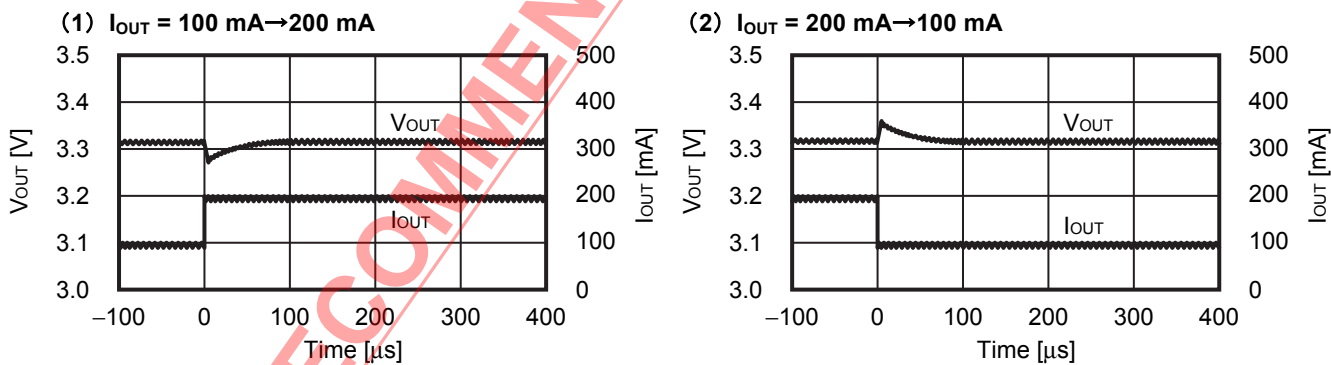 (1) IOUT = 100 mA→200 mA
3.5
3.4
3.3
3.2
3.1
3.0
VOUT [V]
500
400
300
200
100
0
IOUT [mA]
VOUT
IOUT
−100 0 100 200 300 400
Time [μs]
(2) IOUT = 200 mA→100 mA
3.5
3.4
3.3
3.2
3.1
3.0
VOUT [V]
500
400
300
200
100
0
IOUT [mA]
VOUT
IOUT
−100 0 100 200 300 400
Time [μs]
ECOMMEN